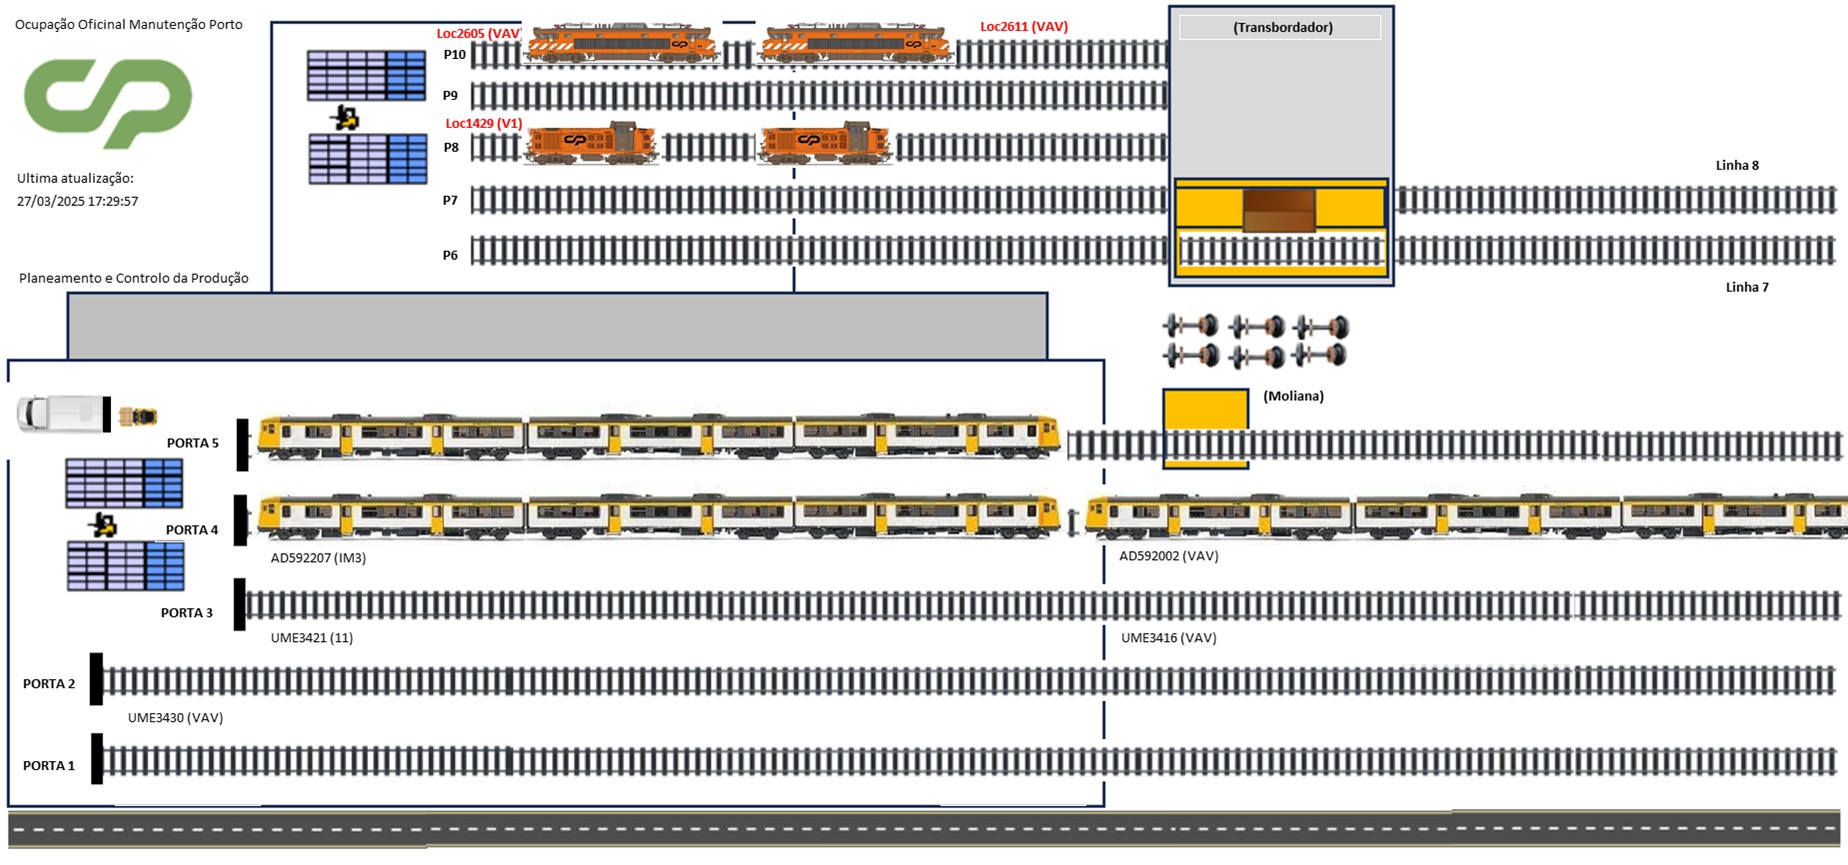 Ocupação Oficinal Manutenção Porto
Ultima atualização:
27/03/2025 17:29:57
Planeamento e Controlo da Produção
Loc2605 (VAV)
Loc2611 (VAV)
(Transbordador)
P10
P9
Loc1429 (V1)
P8
P7
P6
Linha 8
Linha 7
(Moliana)
PORTA 5
PORTA 4
AD592207 (IM3)
AD592002 (VAV)
PORTA 3
UME3421 (11)
UME3416 (VAV)
PORTA 2
UME3430 (VAV)
PORTA 1